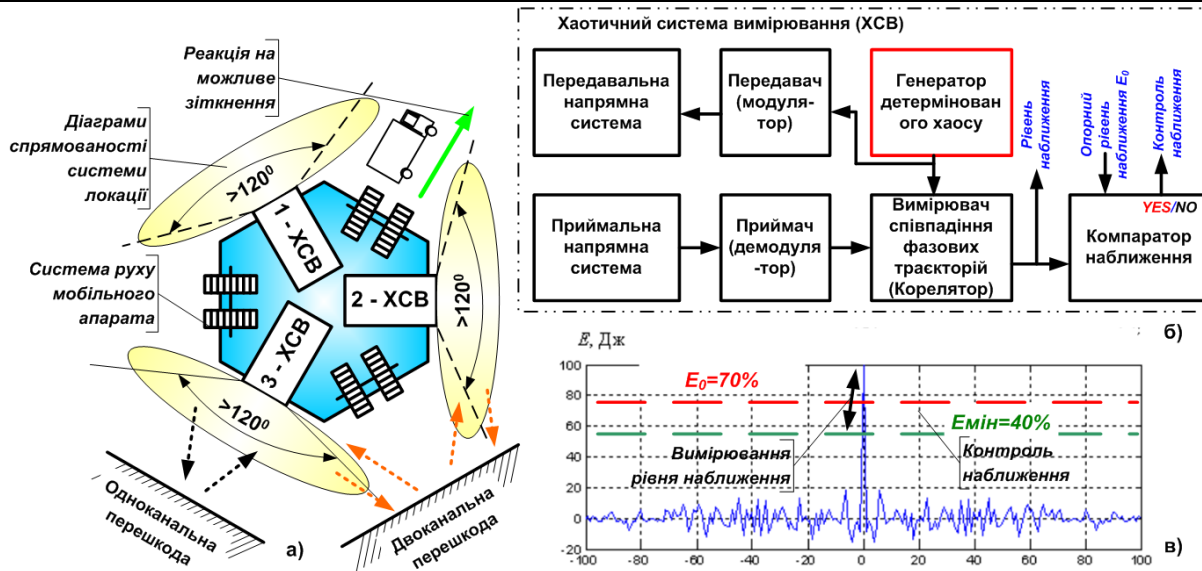 Реакція на
можливе
зіткнення
Діаграми
спрямованості
системи
локації
Система руху
мобільного
апарата
>120⁰
>120⁰
>120⁰
1 - ХСВ
2 - ХСВ
3 - ХСВ
Одноканальна
перешкода
Двоканальна
перешкода
а)
Хаотичний система вимірювання (ХСВ)
Передавальна
напрямна
система
Передавач
(модуля-
тор)
Генератор
детермінован
ого хаосу
Рівень
наближення
Опорний
рівень
наближення E₀
Контроль
наближення
Приймальна
напрямна
система
Приймач
(демодуля
-тор)
Вимірювач
співпадіння
фазових
траєкторій
(Корелятор)
YES/NO
Компаратор
наближення
б)
E, Дж
100
80
60
40
20
0
-20
E₀=70%
Eмін=40%
Вимірювання
рівня наближення
Контроль
наближення
-100
-80
-60
-40
-20
0
20
40
60
80
100
в)